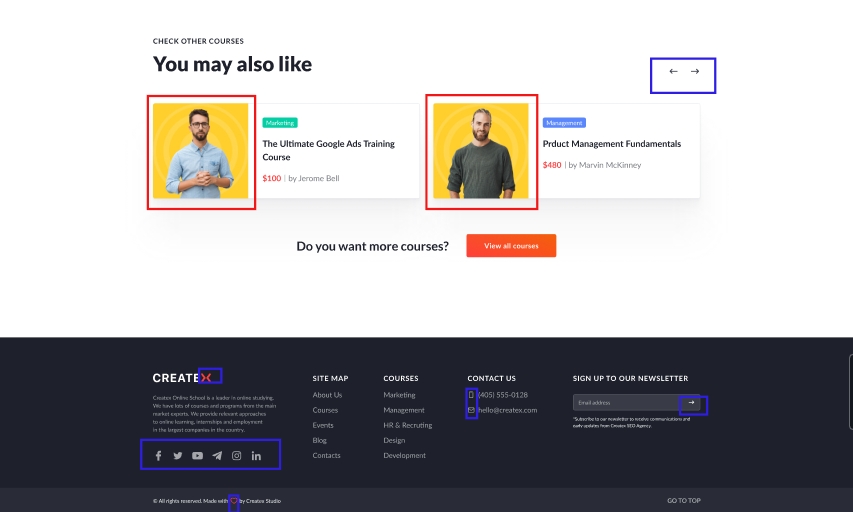 CHECK OTHER COURSES
You may also like
Marketing
The Ultimate Google Ads Training
Course
$100 | by Jerome Bell
Management
Prduct Management Fundamentals
$480 | by Marvin McKinney
Do you want more courses?
View all courses
CREATEX
Createx Online School is a leader in online studying.
We have lots of courses and programs from the main
market experts. We provide relevant approaches
to online learning, internships and employment
in the largest companies in the country.
SITE MAP
About Us
Courses
Events
Blog
Contacts
COURSES
Marketing
Management
HR & Recruting
Design
Development
CONTACT US
(405) 555-0128
hello@createx.com
SIGN UP TO OUR NEWSLETTER
Email address
*Subscribe to our newsletter to receive communications and
early updates from Createx SEO Agency.
© All rights reserved. Made with by Createx Studio
GO TO TOP